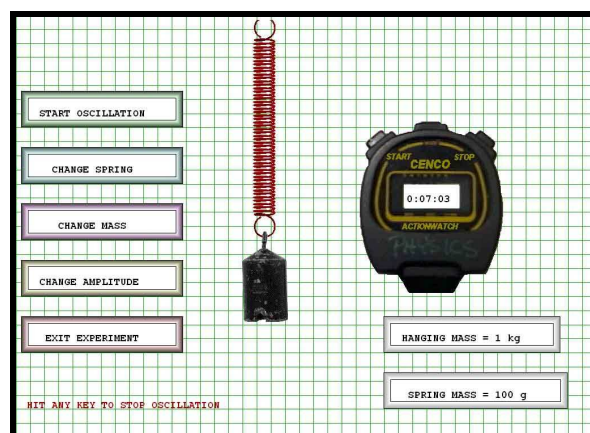 START OSCILLATION
CHANGE SPRING
CHANGE MASS
CHANGE AMPLITUDE
EXIT EXPERIMENT
HIT ANY KEY TO STOP OSCILLATION
START STOP
CENCO
0:07:03
ACTIONWATCH
PHYSICS
HANGING MASS = 1 kg
SPRING MASS = 100 g